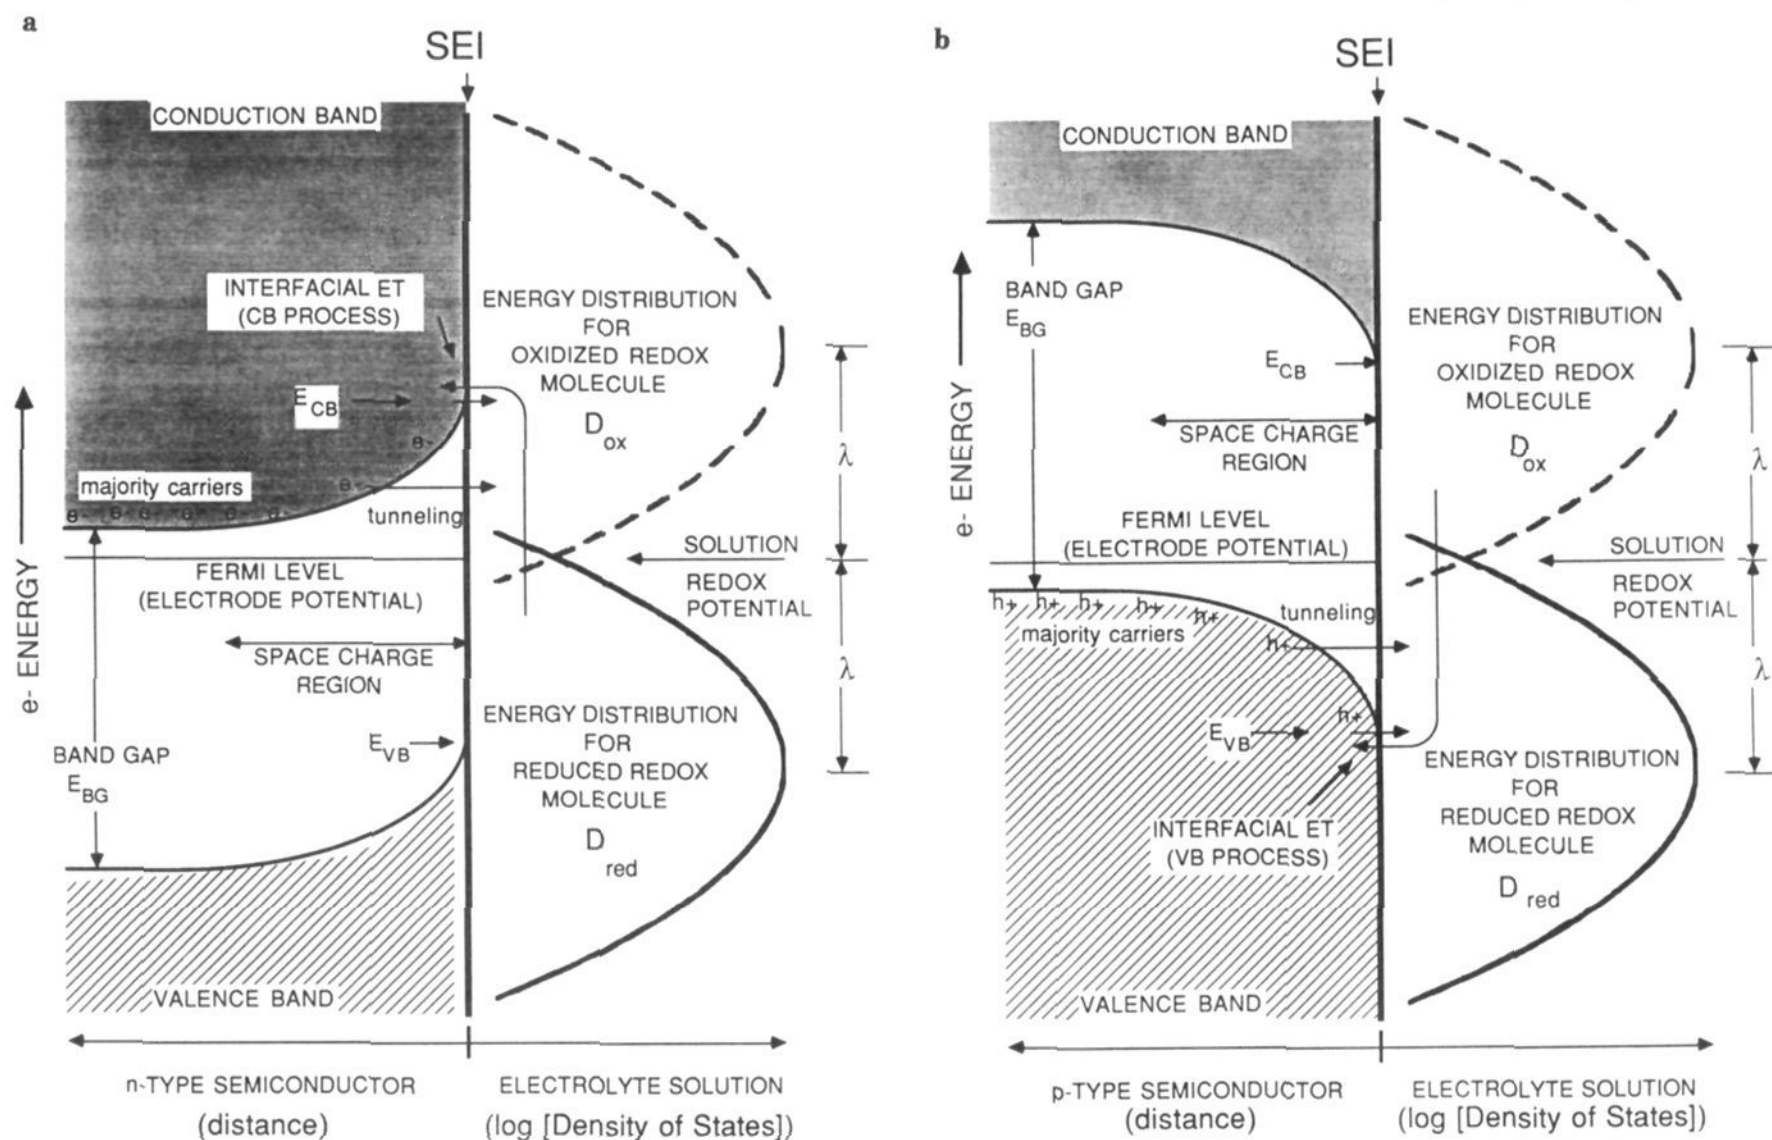 a
SEI
CONDUCTION BAND
INTERFACIAL ET
(CB PROCESS)
ENERGY DISTRIBUTION
FOR
OXIDIZED REDOX
MOLECULE
D ox
E CB
e-
e-
majority carriers
e- e- e- e- e- e-
tunneling
λ
SOLUTION
REDOX
POTENTIAL
FERMI LEVEL
(ELECTRODE POTENTIAL)
e- ENERGY
SPACE CHARGE
REGION
λ
ENERGY DISTRIBUTION
FOR
REDUCED REDOX
MOLECULE
D red
E VB
BAND GAP
E BG
VALENCE BAND
n-TYPE SEMICONDUCTOR
(distance)
ELECTROLYTE SOLUTION
(log [Density of States])
b
SEI
CONDUCTION BAND
BAND GAP
E BG
ENERGY DISTRIBUTION
FOR
OXIDIZED REDOX
MOLECULE
D ox
E CB
e- ENERGY
SPACE CHARGE
REGION
λ
FERMI LEVEL
(ELECTRODE POTENTIAL)
SOLUTION
REDOX
POTENTIAL
h+ h+ h+ h+ h+
tunneling
majority carriers
h+
λ
h+
E VB
INTERFACIAL ET
(VB PROCESS)
ENERGY DISTRIBUTION
FOR
REDUCED REDOX
MOLECULE
D red
VALENCE BAND
p-TYPE SEMICONDUCTOR
(distance)
ELECTROLYTE SOLUTION
(log [Density of States])